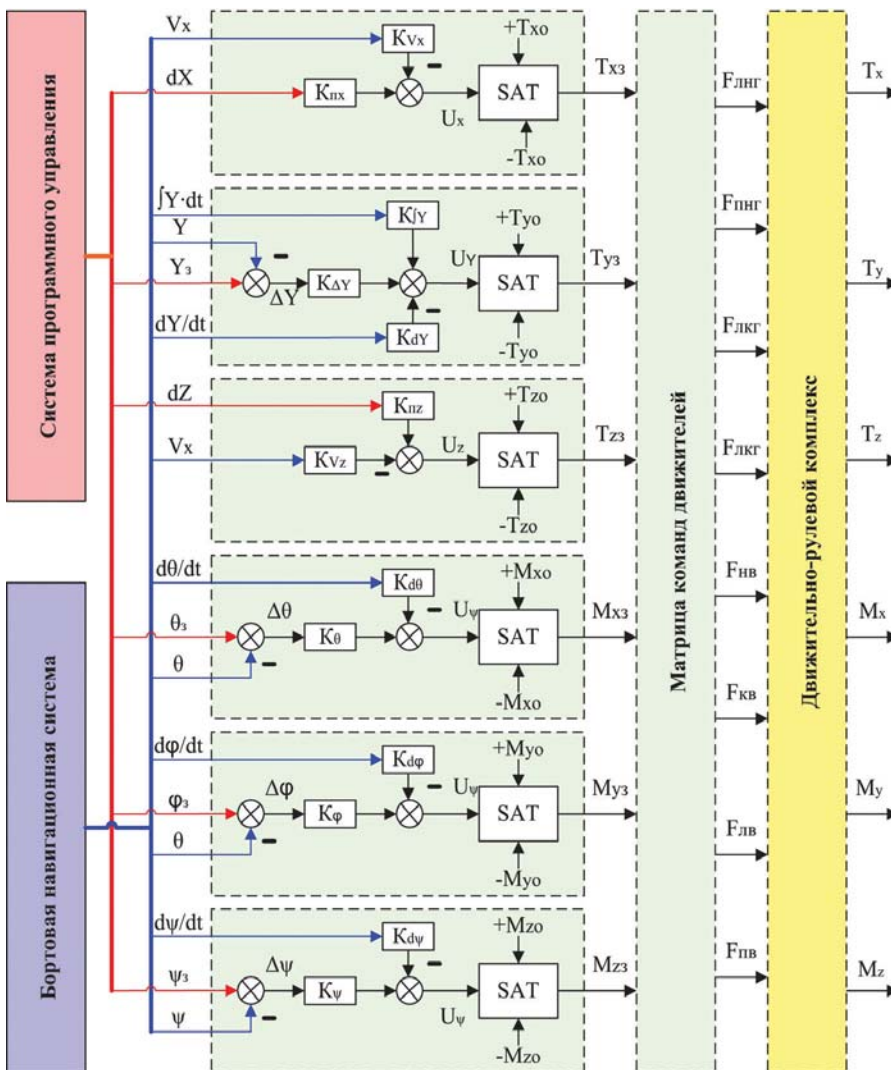 Система программного управления
Бортовая навигационная система
Vx
KVx
+Txo
dX
Kпx
SAT
Txз
Ux
-Txo
∫Y·dt
K∫Y
Y
+Tyo
Yз
ΔY
KΔY
UY
SAT
Tyз
dY/dt
KdY
-Tyo
dZ
Kпz
+Tzo
Vx
KVz
Uz
SAT
Tzз
-Tzo
dθ/dt
Kdθ
+Mxo
θз
Δθ
Kθ
Uψ
SAT
Mxз
θ
-Mxo
dφ/dt
Kdφ
+Myo
φз
Δφ
Kφ
Uψ
SAT
Myз
θ
-Myo
dψ/dt
Kdψ
+Mzo
ψз
Δψ
Kψ
Uψ
SAT
Mzз
ψ
-Mzo
Матрица команд движителей
Fлнг
Fпнг
Fлкг
Fлкг
Fнв
Fкв
Fлв
Fпв
Движительно-рулевой комплекс
Tx
Ty
Tz
Mx
My
Mz